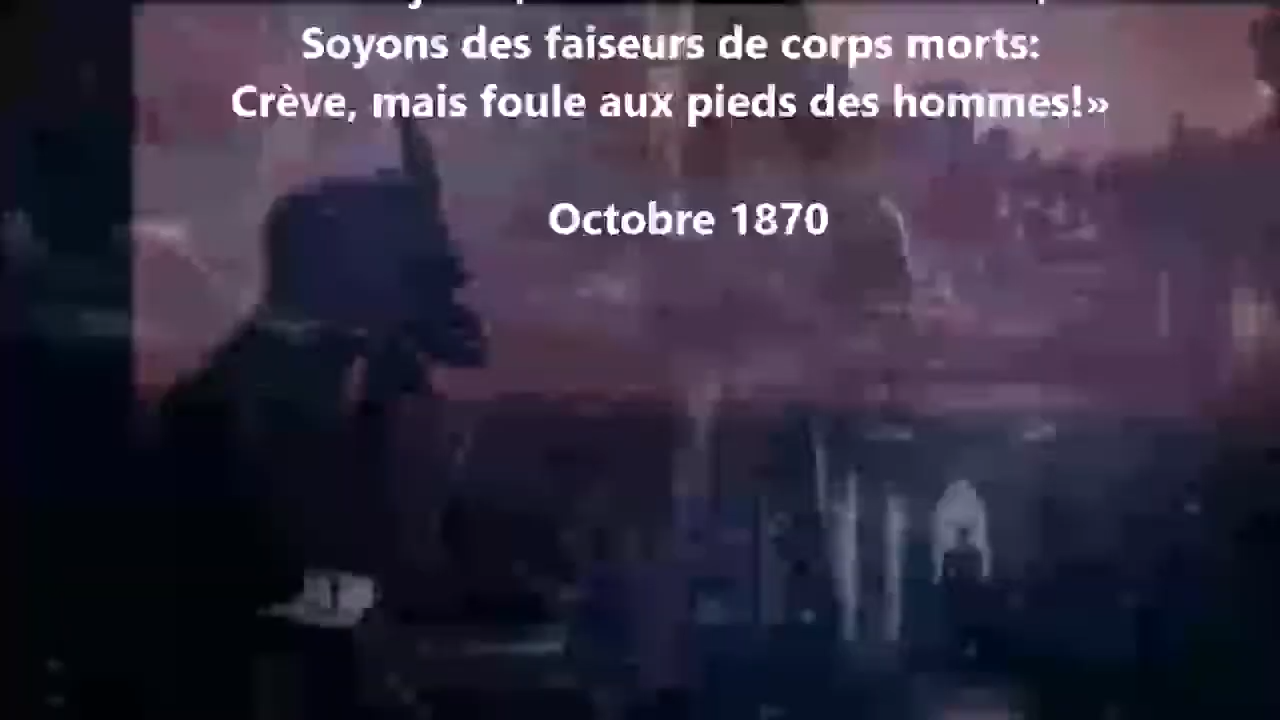 Soyons des faiseurs de corps morts:
Crève, mais foule aux pieds des hommes!»
Octobre 1870